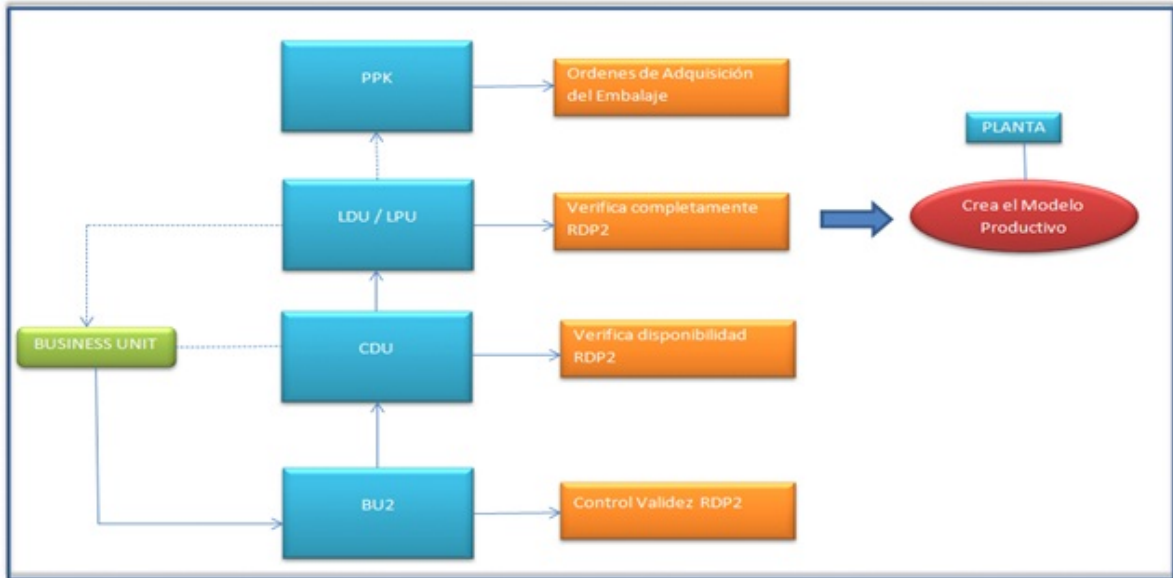 PPK
Ordenes de Adquisición
del Embalaje
PLANTA
LDU / LPU
Verifica completamente
RDP2
Crea el Modelo
Productivo
BUSINESS UNIT
CDU
Verifica disponibilidad
RDP2
BU2
Control Validez RDP2